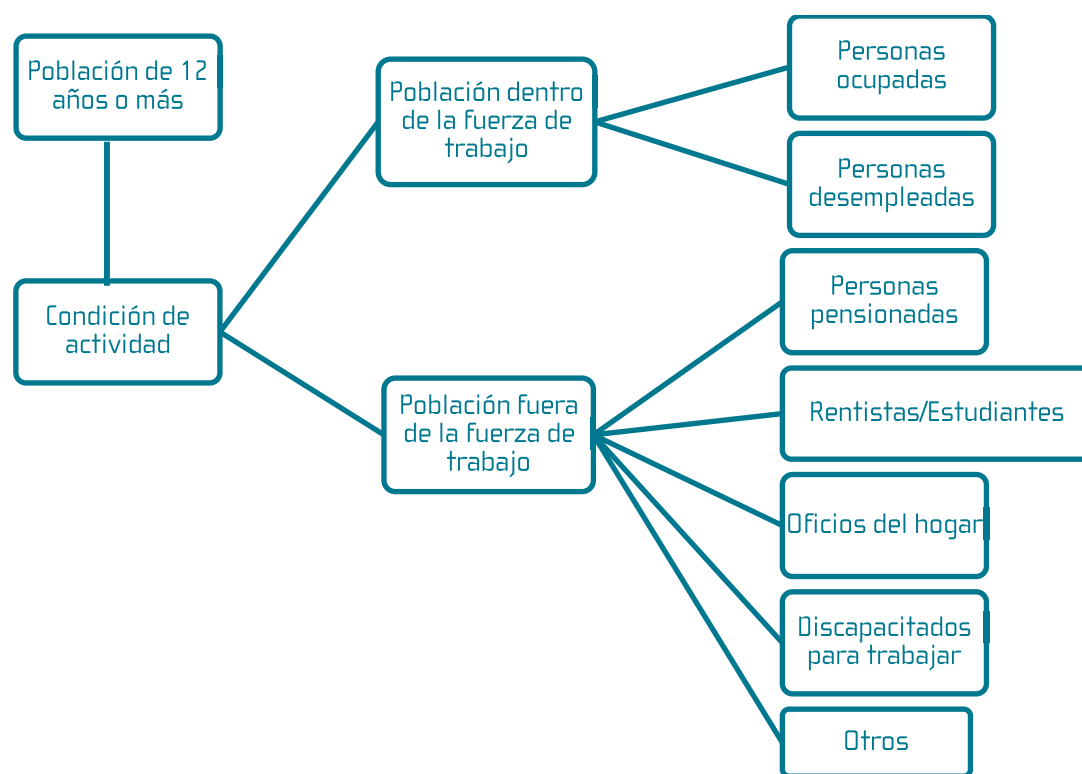 Población de 12
años o más
Condición de
actividad
Población dentro
de la fuerza de
trabajo
Personas
ocupadas
Personas
desempleadas
Población fuera
de la fuerza de
trabajo
Personas
pensionadas
Rentistas/Estudiantes
Oficios del hogar
Discapacitados
para trabajar
Otros